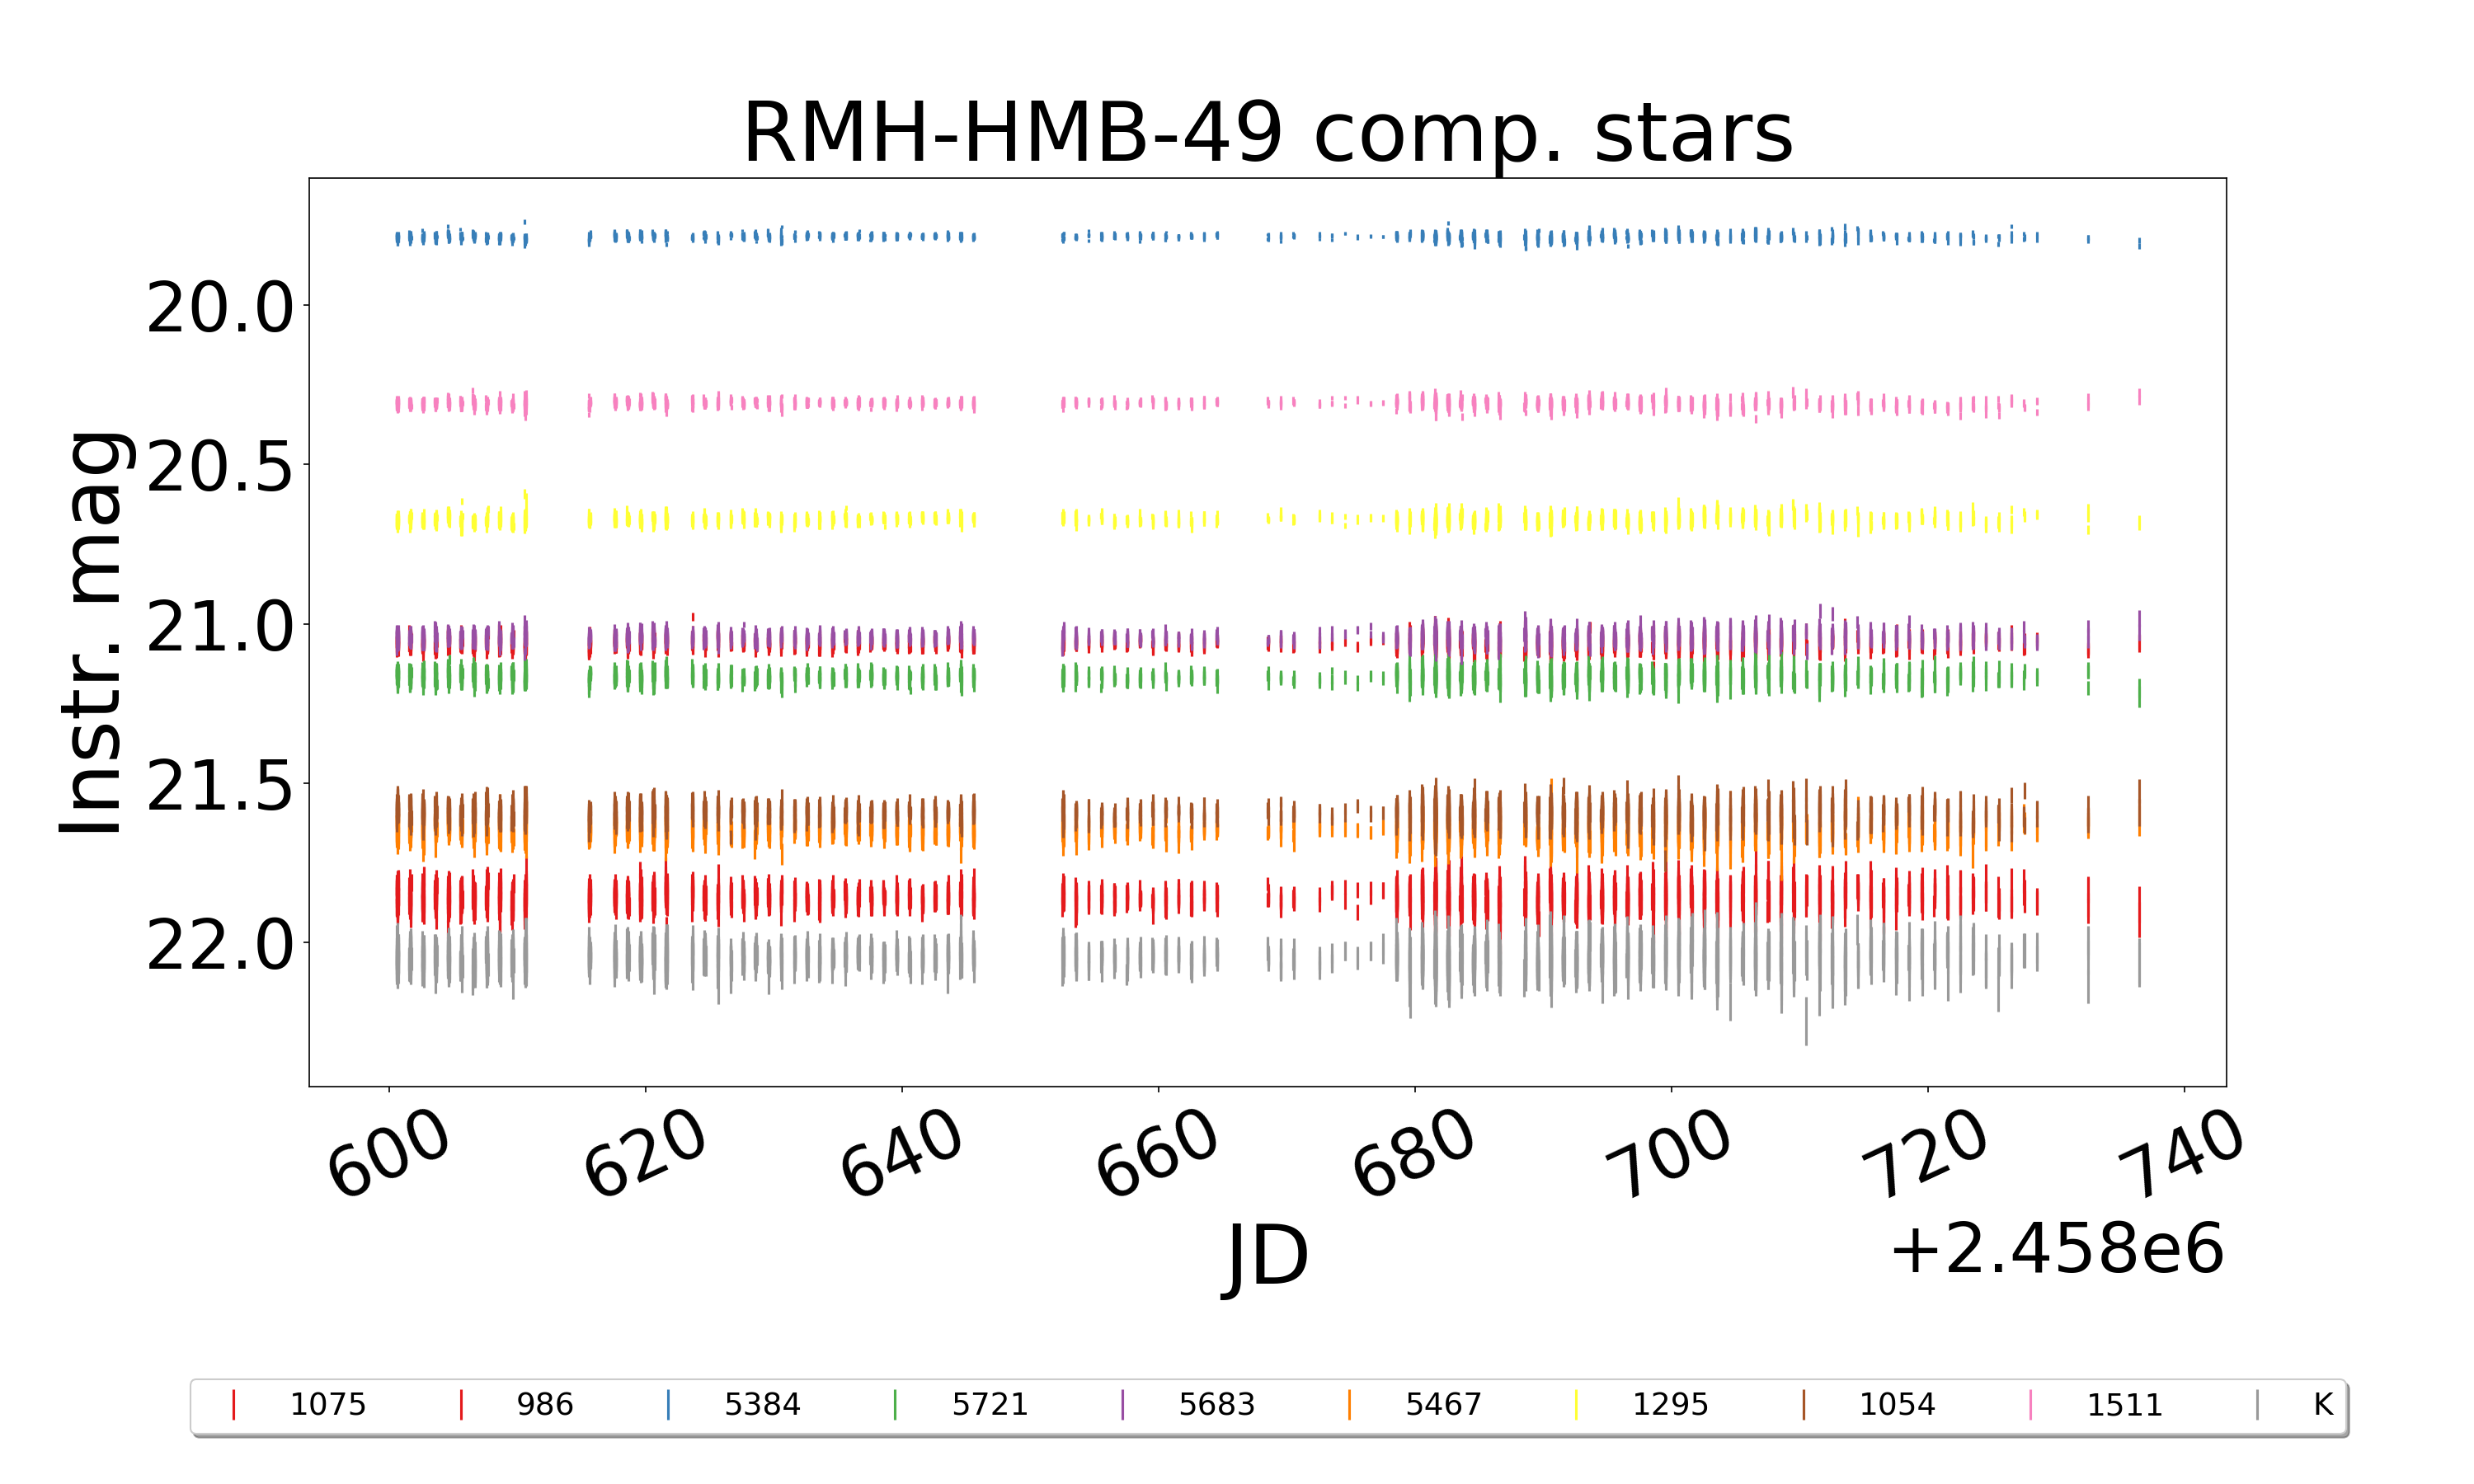 RMH-HMB-49 comp. stars
Instr. mag
20.0
20.5
21.0
21.5
22.0
600 620 640 660 680 700 720 740
JD
+2.458e6
1075 986 5384 5721 5683 5467 1295 1054 1511 K